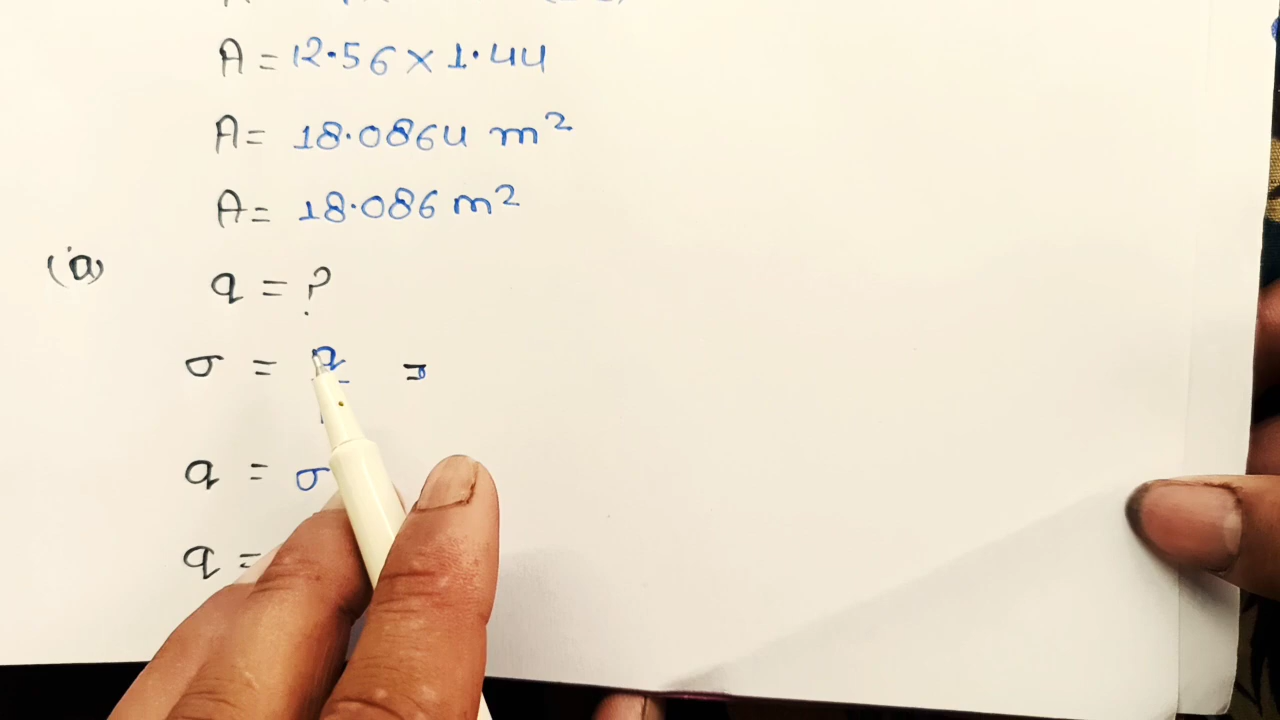 A = 12.56 × 1.44
A = 18.0864 m²
A = 18.086 m²
(a) q = ?
σ = q =
q = σ
q =